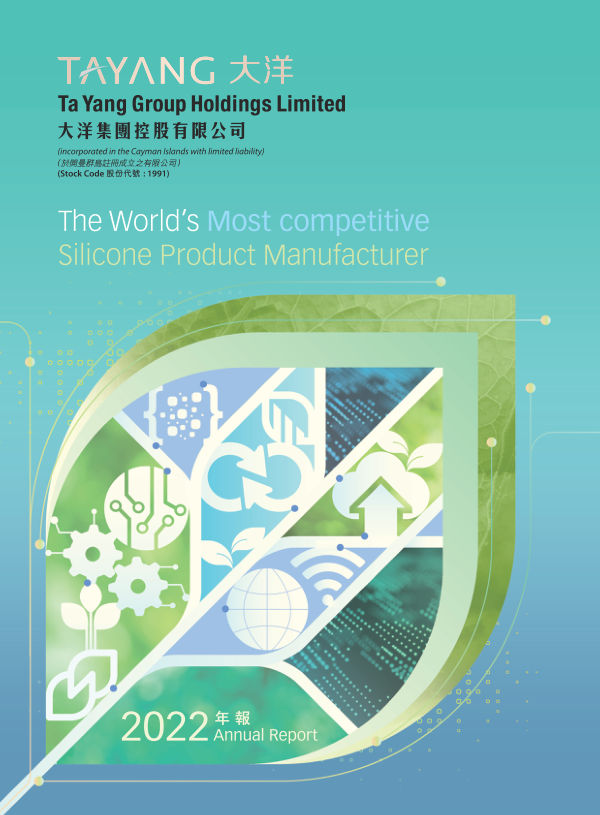 TAYANG 大洋
Ta Yang Group Holdings Limited
大洋集團控股有限公司
(incorporated in the Cayman Islands with limited liability)
(於開曼群島註冊成立之有限公司)
(Stock Code 股份代號 : 1991)
The World's Most competitive
Silicone Product Manufacturer
2022 年報
Annual Report